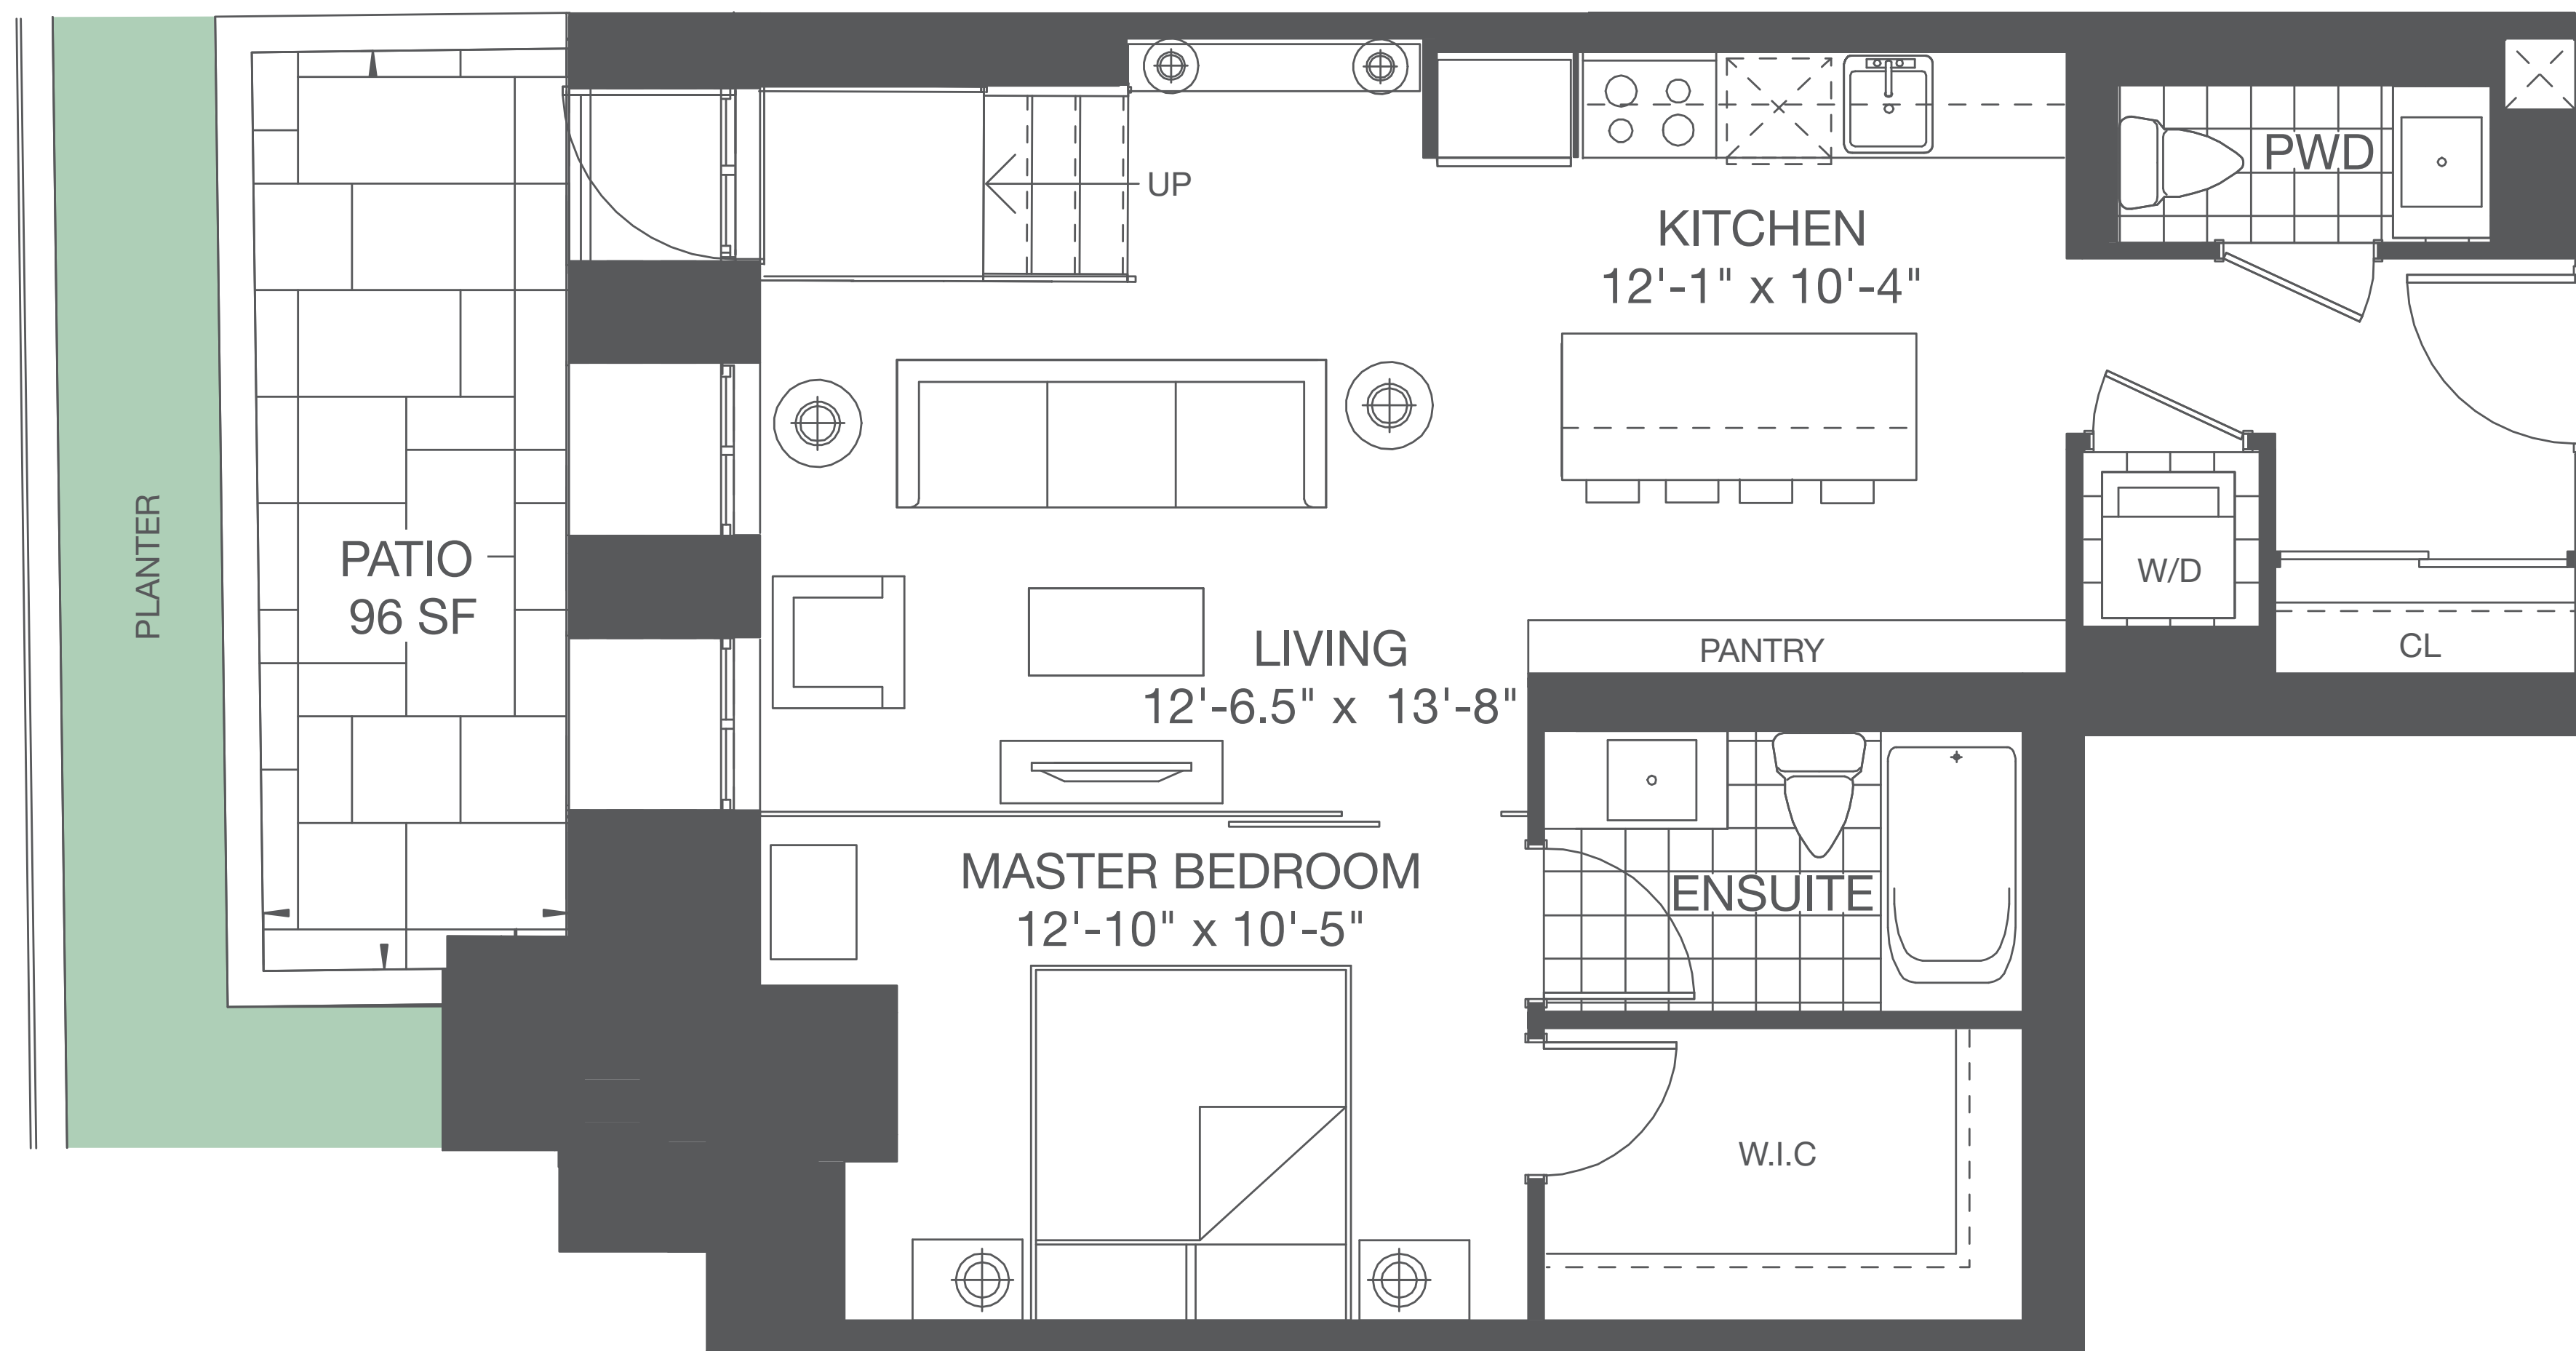 PWD
UP
KITCHEN
12'-1" x 10'-4"
PLANTER
PATIO
96 SF
W/D
LIVING
12'-6.5" x 13'-8"
PANTRY
CL
MASTER BEDROOM
12'-10" x 10'-5"
ENSUITE
W.I.C